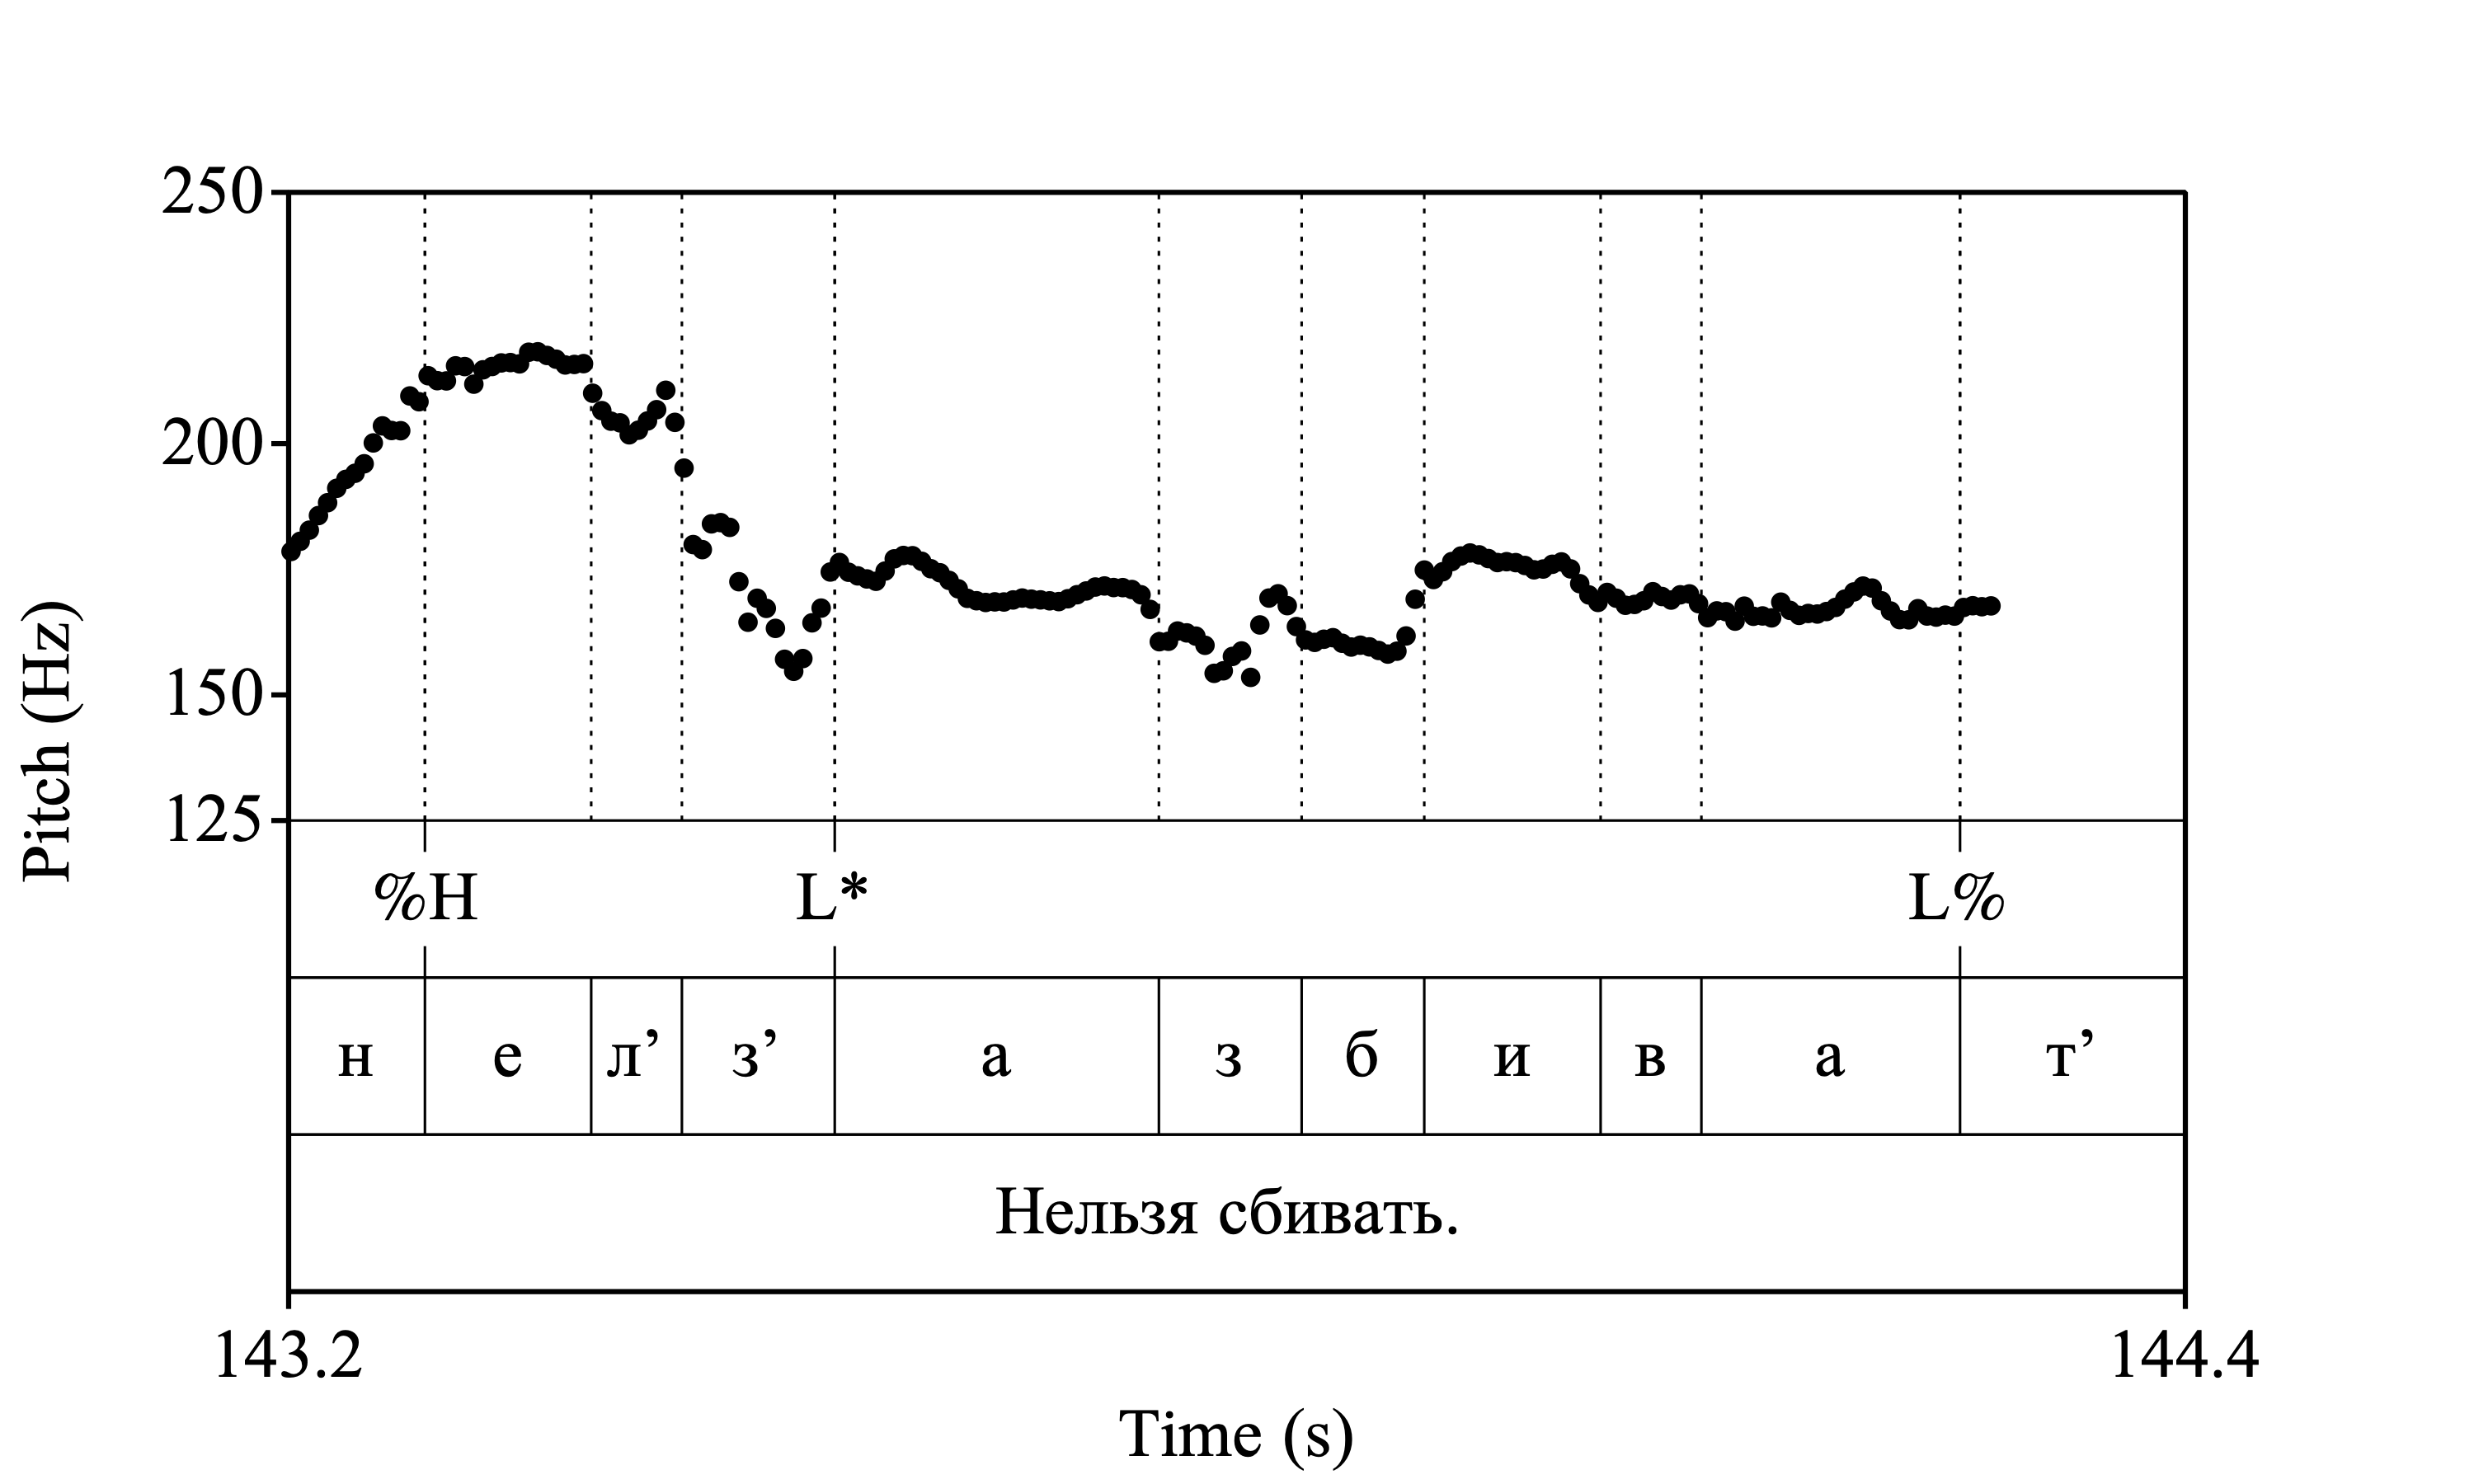 250
200
150
125
Pitch (Hz)
%H L* L%
н е л’ з’ а з б и в а т’
Нельзя сбивать.
143.2 144.4
Time (s)